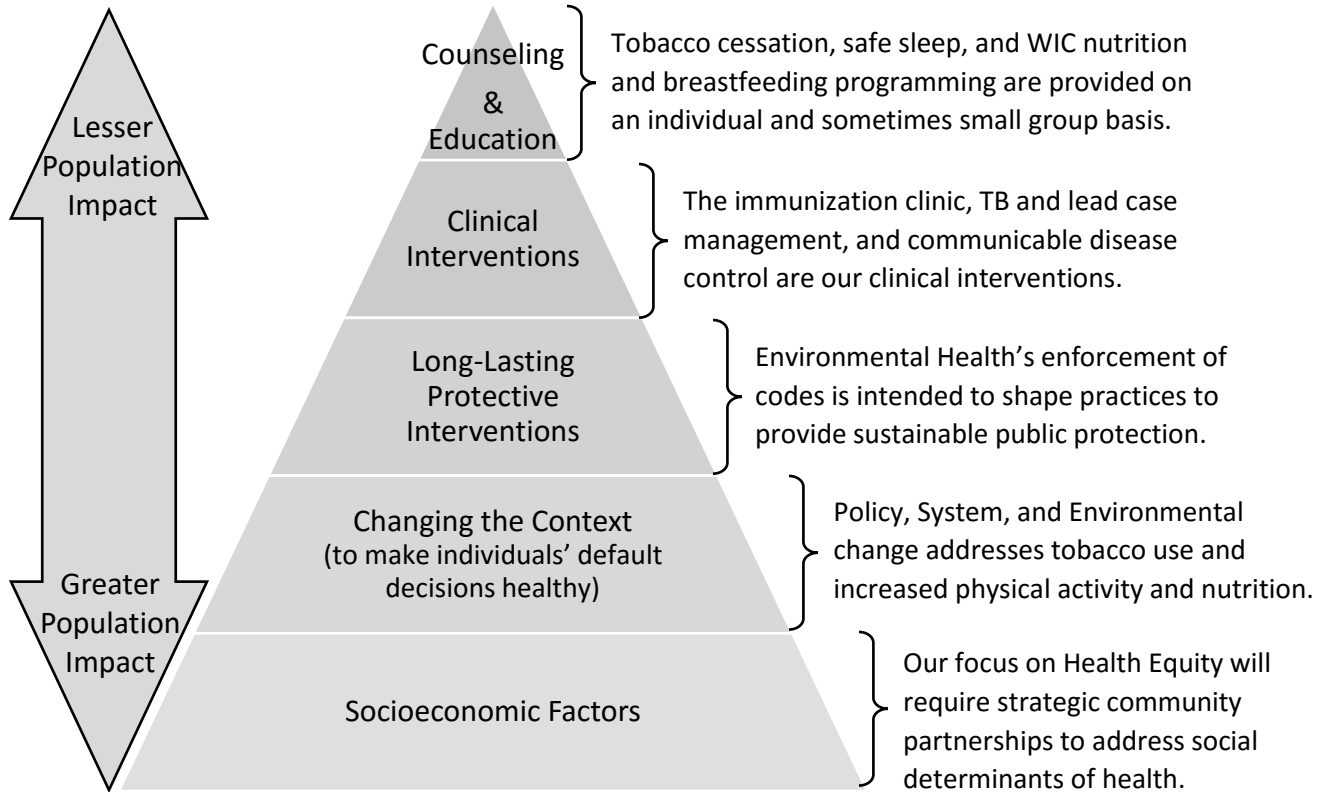 Lesser
Population
Impact
Greater
Population
Impact
Counseling
&
Education
Tobacco cessation, safe sleep, and WIC nutrition
and breastfeeding programming are provided on
an individual and sometimes small group basis.
Clinical
Interventions
The immunization clinic, TB and lead case
management, and communicable disease
control are our clinical interventions.
Long-Lasting
Protective
Interventions
Environmental Health’s enforcement of
codes is intended to shape practices to
provide sustainable public protection.
Changing the Context
(to make individuals’ default
decisions healthy)
Policy, System, and Environmental
change addresses tobacco use and
increased physical activity and nutrition.
Socioeconomic Factors
Our focus on Health Equity will
require strategic community
partnerships to address social
determinants of health.